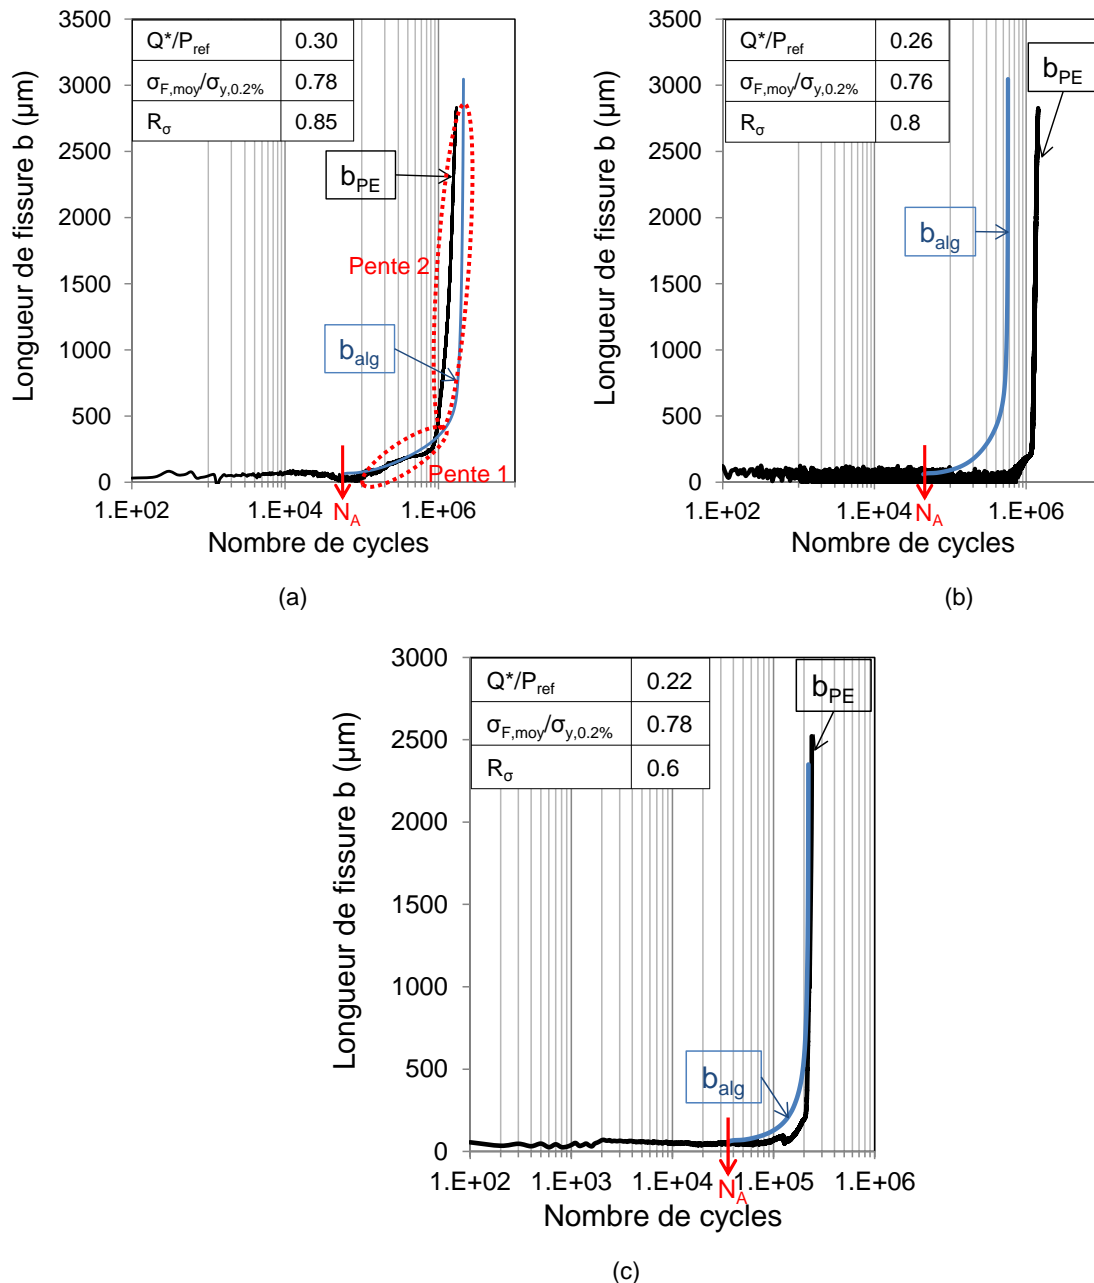 3500
3000
2500
2000
1500
1000
500
0
Longueur de fissure b (µm)
Q*/Pref 0.30
σF,moy/σy,0.2% 0.78
Rσ 0.85
bPE
Pente 2
balg
Pente 1
NA
1.E+02 1.E+04 1.E+06
Nombre de cycles
(a)
3500
3000
2500
2000
1500
1000
500
0
Longueur de fissure b (µm)
Q*/Pref 0.26
σF,moy/σy,0.2% 0.76
Rσ 0.8
bPE
balg
NA
1.E+02 1.E+04 1.E+06
Nombre de cycles
(b)
3000
2500
2000
1500
1000
500
0
Longueur de fissure b (µm)
Q*/Pref 0.22
σF,moy/σy,0.2% 0.78
Rσ 0.6
bPE
balg
NA
1.E+02 1.E+03 1.E+04 1.E+05 1.E+06
Nombre de cycles
(c)